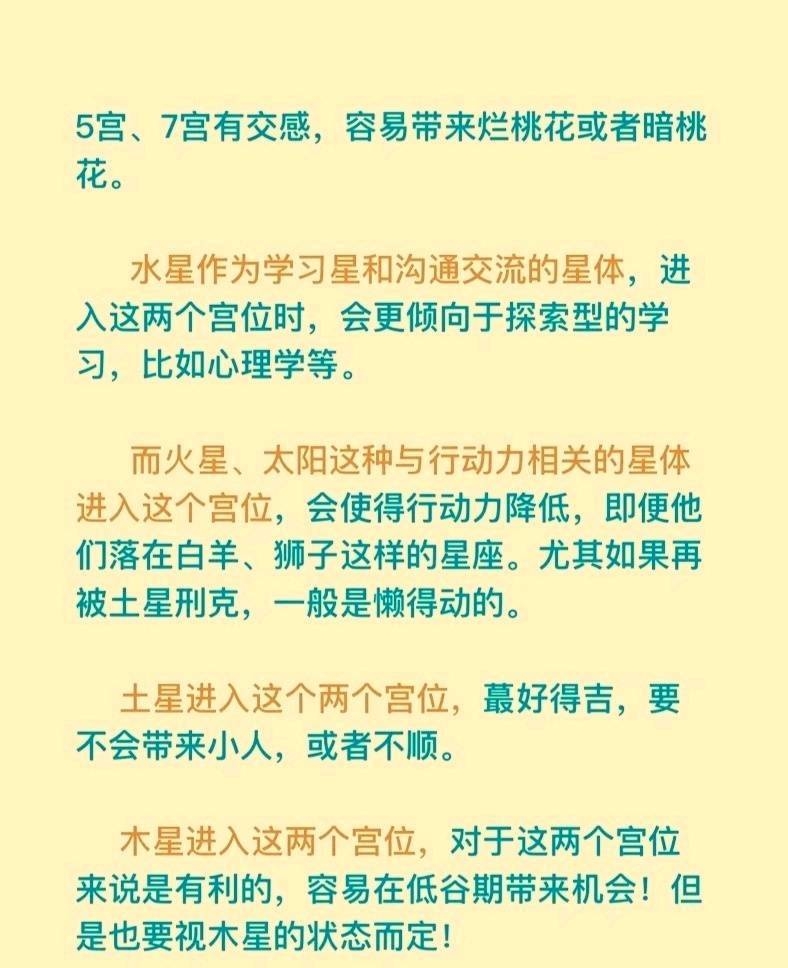 5宫、7宫有交感，容易带来烂桃花或者暗桃
花。
水星作为学习星和沟通交流的星体，进
入这两个宫位时，会更倾向于探索型的学
习，比如心理学等。
而火星、太阳这种与行动力相关的星体
进入这个宫位，会使得行动力降低，即便他
们落在白羊、狮子这样的星座。尤其如果再
被土星刑克，一般是懒得动的。
土星进入这个两个宫位，蕞好得吉，要
不会带来小人，或者不顺。
木星进入这两个宫位，对于这两个宫位
来说是有利的，容易在低谷期带来机会！但
是也要视木星的状态而定！